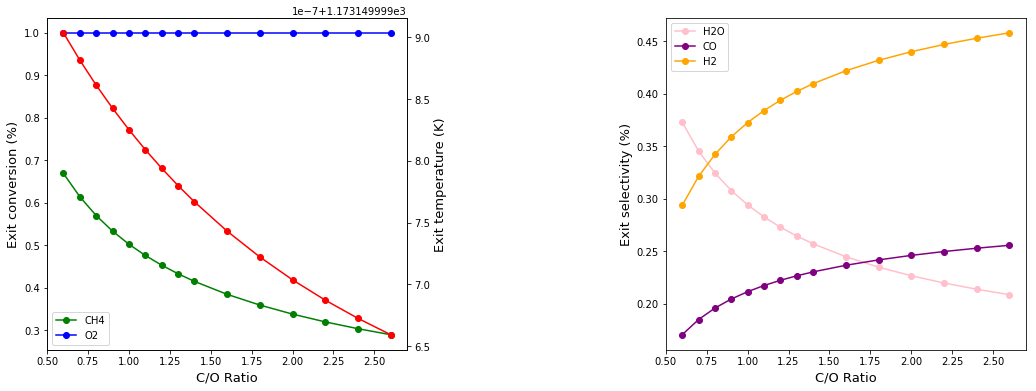 1e−7+1.173149999e3
1.0
0.9
0.8
0.7
0.6
0.5
0.4
0.3
Exit conversion (%)
9.0
8.5
8.0
7.5
7.0
6.5
Exit temperature (K)
CH4
O2
0.50 0.75 1.00 1.25 1.50 1.75 2.00 2.25 2.50
C/O Ratio
H2O
CO
H2
0.45
0.40
0.35
0.30
0.25
0.20
Exit selectivity (%)
0.50 0.75 1.00 1.25 1.50 1.75 2.00 2.25 2.50
C/O Ratio